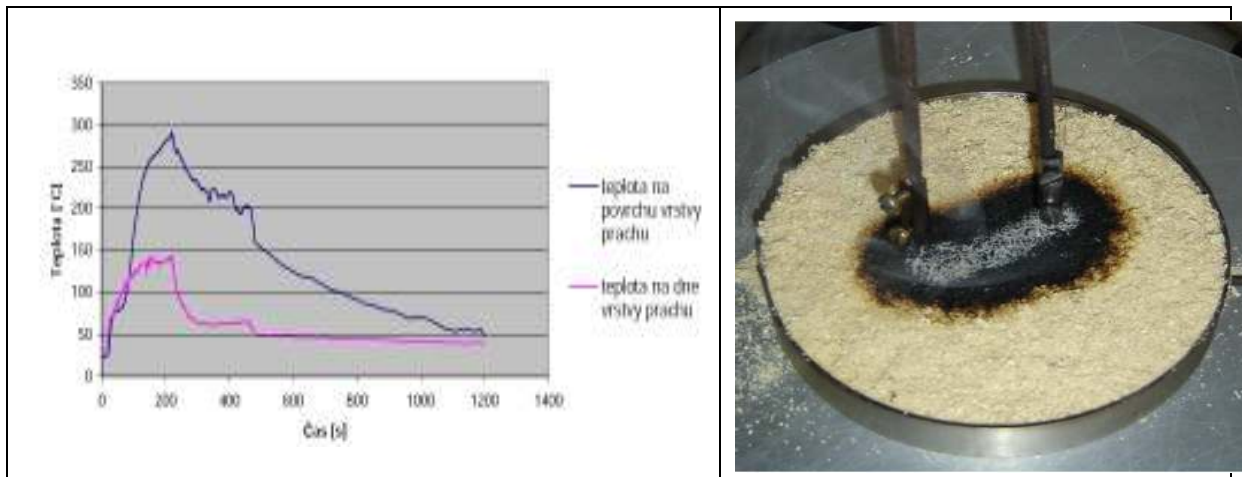 350
300
250
200
150
100
50
0
0 200 400 600 800 1000 1200 1400
Teplota [°C]
Čas [s]
teplota na
povrchu vrstvy
prachu
teplota na dne
vrstvy prachu